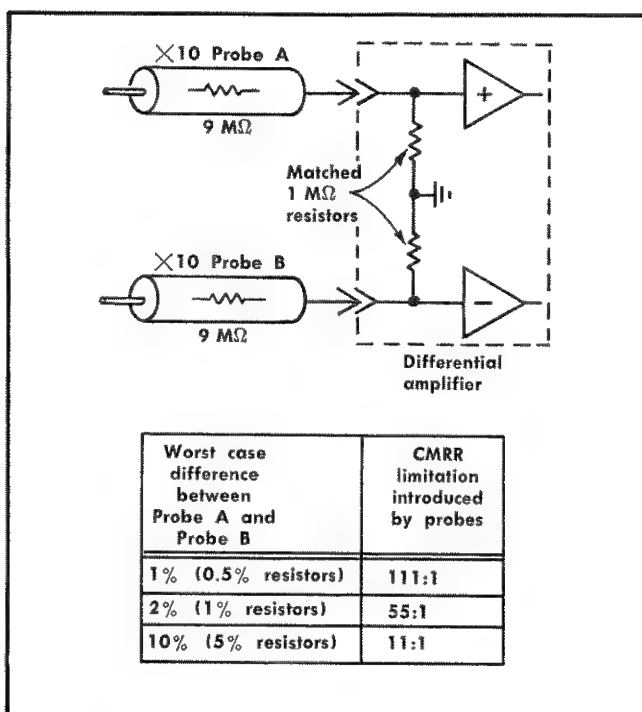 ×10 Probe A
9 MΩ
+
Matched
1 MΩ
resistors
×10 Probe B
9 MΩ
−
Differential
amplifier
Worst case
difference
between
Probe A and
Probe B
CMRR
limitation
introduced
by probes
1% (0.5% resistors) 111:1
2% (1% resistors) 55:1
10% (5% resistors) 11:1